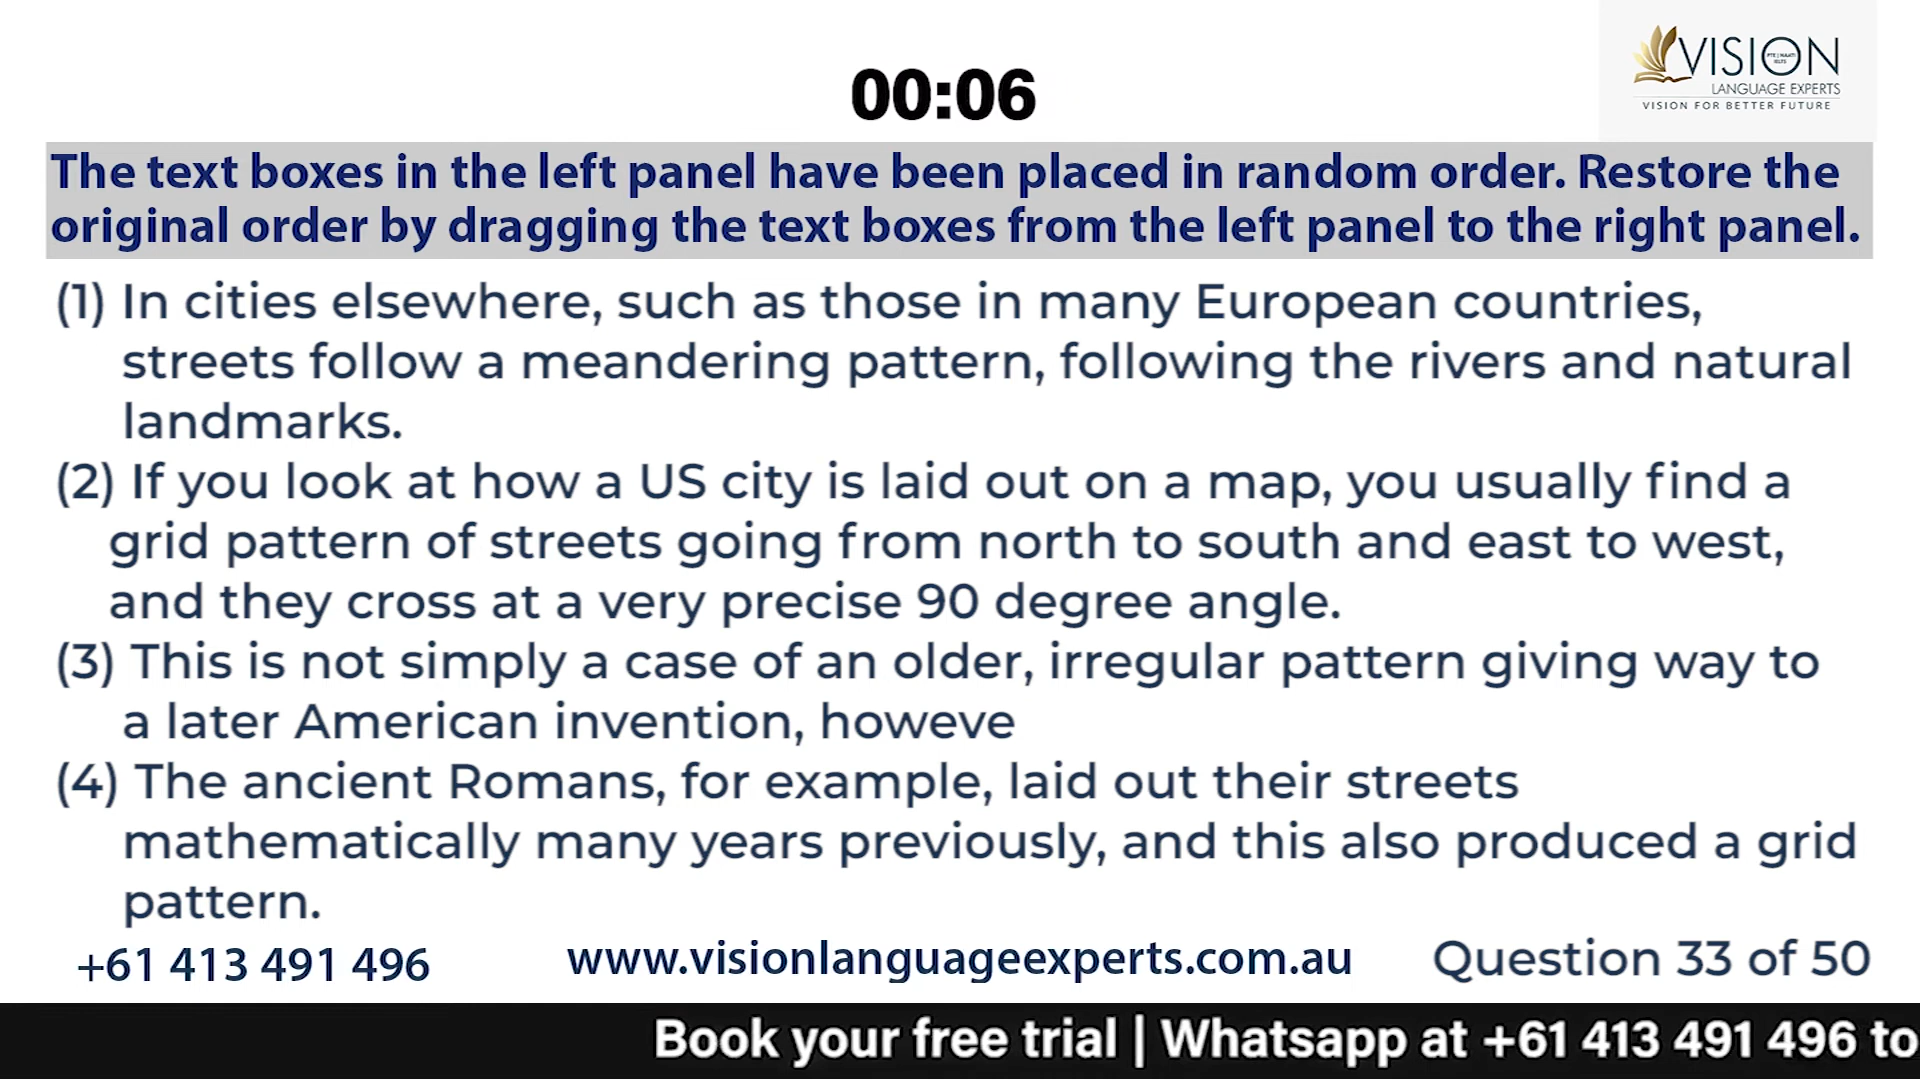 VISION
PTE | NAATI
IELTS
LANGUAGE EXPERTS
VISION FOR BETTER FUTURE
00:06
The text boxes in the left panel have been placed in random order. Restore the
original order by dragging the text boxes from the left panel to the right panel.
(1) In cities elsewhere, such as those in many European countries,
streets follow a meandering pattern, following the rivers and natural
landmarks.
(2) If you look at how a US city is laid out on a map, you usually find a
grid pattern of streets going from north to south and east to west,
and they cross at a very precise 90 degree angle.
(3) This is not simply a case of an older, irregular pattern giving way to
a later American invention, howeve
(4) The ancient Romans, for example, laid out their streets
mathematically many years previously, and this also produced a grid
pattern.
+61 413 491 496 www.visionlanguageexperts.com.au Question 33 of 50
Book your free trial | Whatsapp at +61 413 491 496 to